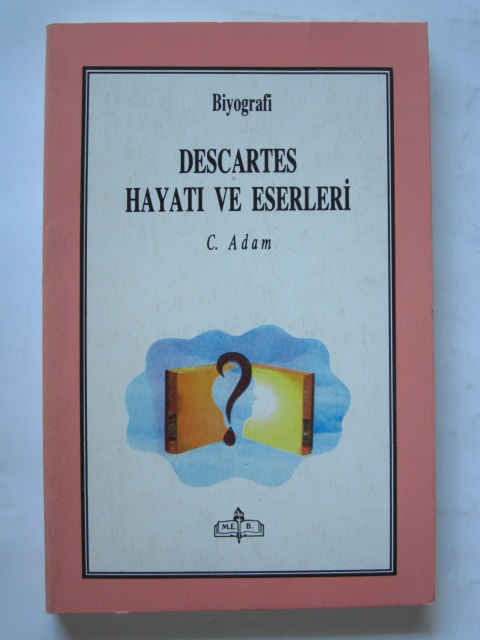 Biyografi
DESCARTES
HAYATI VE ESERLERİ
C. Adam
M.E. B.